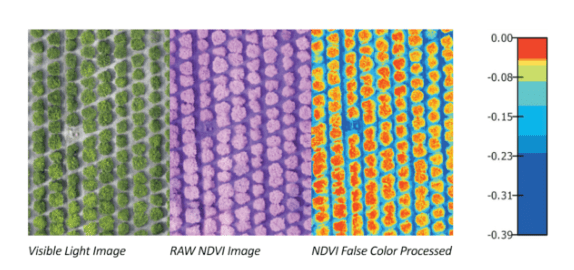 0.00
-0.08
-0.15
-0.23
-0.31
-0.39
Visible Light Image
RAW NDVI Image
NDVI False Color Processed